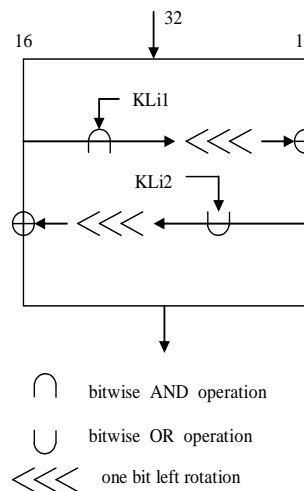 32
16 1
KLi1
KLi2
bitwise AND operation
bitwise OR operation
one bit left rotation